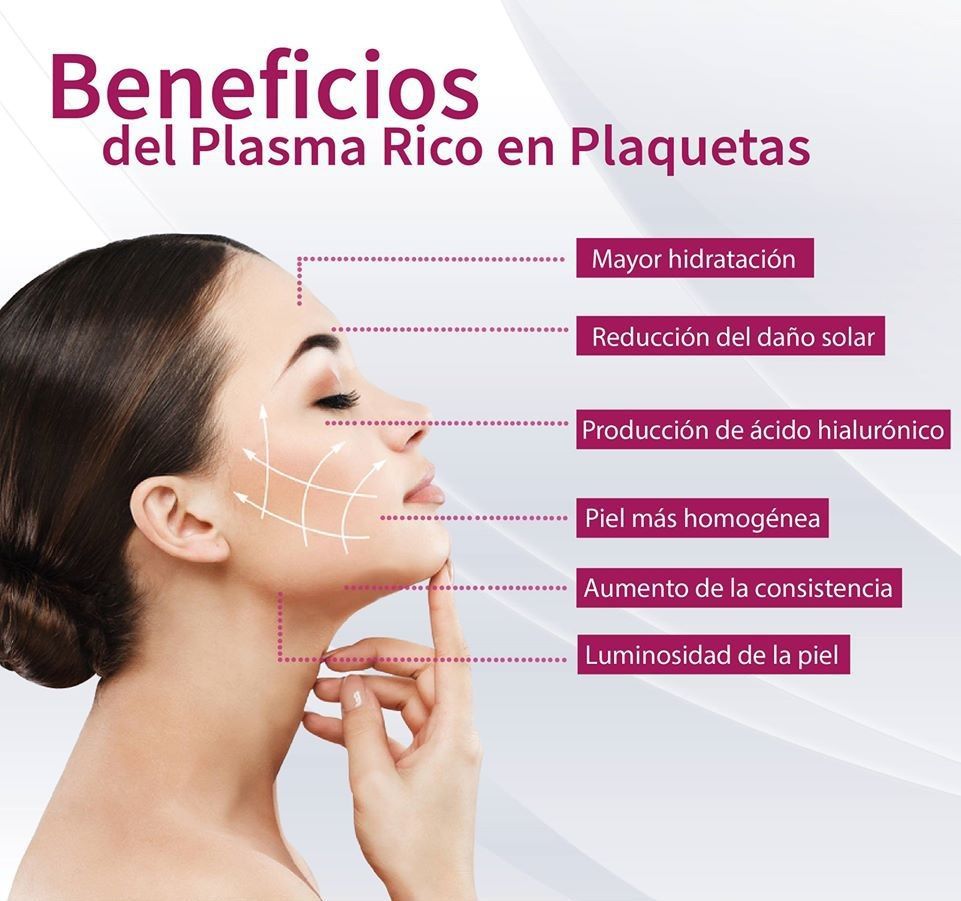 Beneficios
del Plasma Rico en Plaquetas
Mayor hidratación
Reducción del daño solar
Producción de ácido hialurónico
Piel más homogénea
Aumento de la consistencia
Luminosidad de la piel